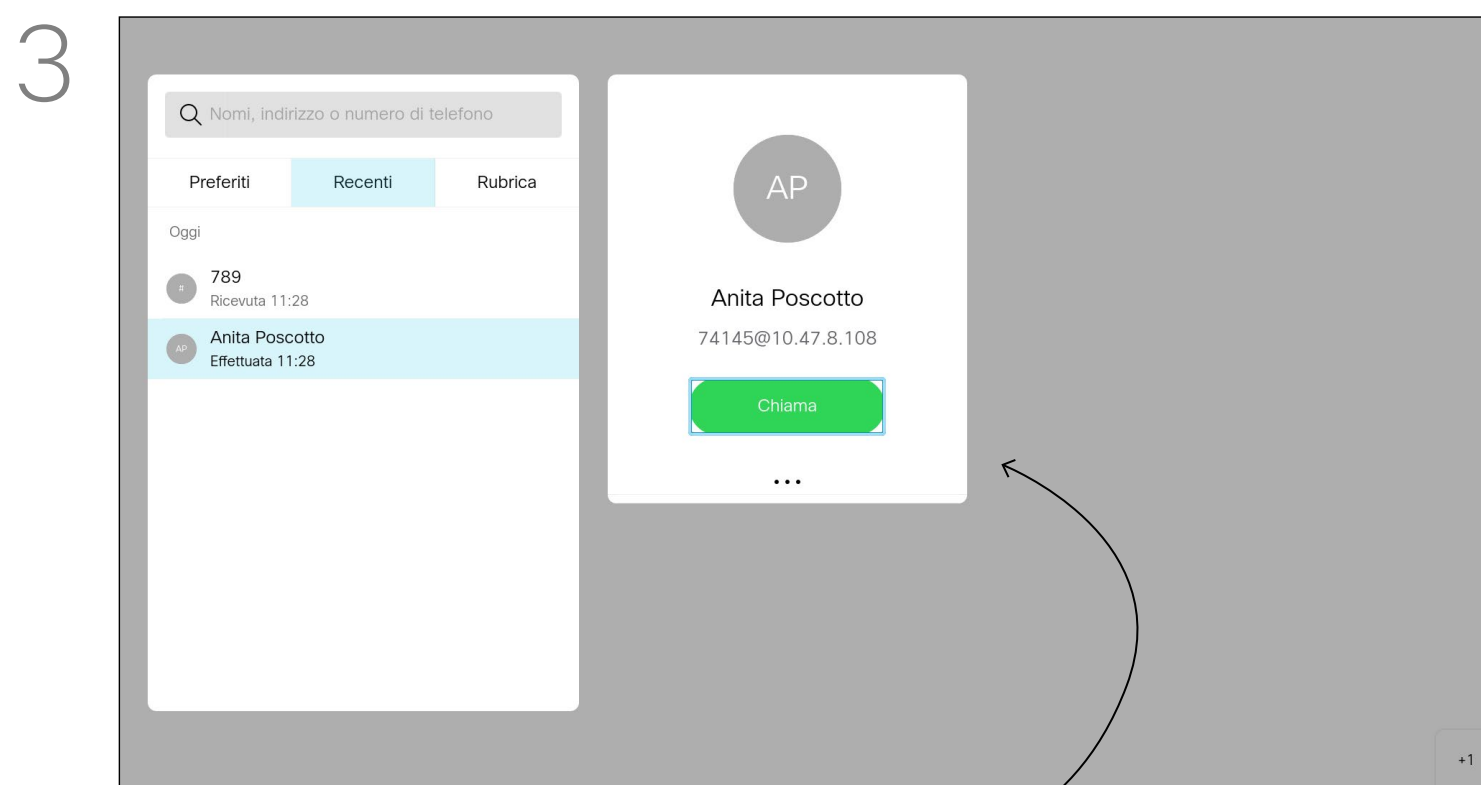 3
Nomi, indirizzo o numero di telefono
Preferiti Recenti Rubrica
Oggi
#
789
Ricevuta 11:28
AP
Anita Poscotto
Effettuata 11:28
AP
Anita Poscotto
74145@10.47.8.108
Chiama
...
+1